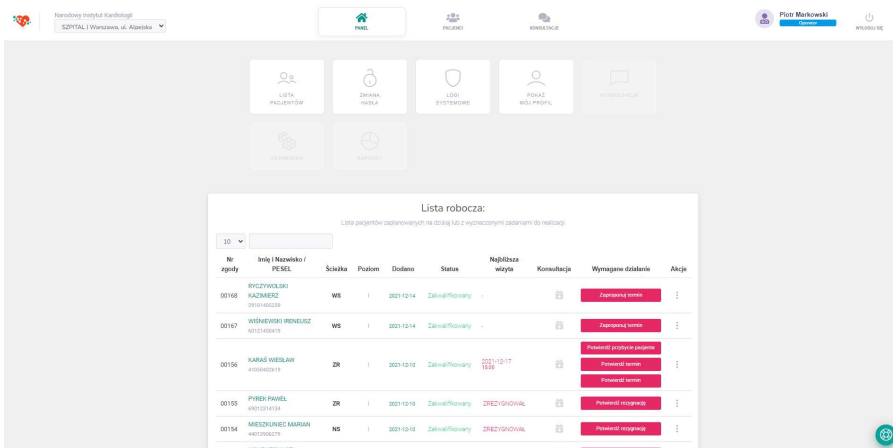 Narodowy Instytut Kardiologii
SZPITAL | Warszawa, ul. Alpejska
PANEL
PACJENCI
KONSULTACJE
Piotr Markowski
Operator
WYLOGUJ SIĘ
LISTA PACJENTÓW
ZMIANA HASŁA
LOGI SYSTEMOWE
POKAŻ MÓJ PROFIL
Lista robocza:
Lista pacjentów zaplanowanych na dzisiaj lub z wyznaczonymi zadaniami do realizacji.
10
Nr zgody Imię i Nazwisko / PESEL Ścieżka Poziom Dodano Status Najbliższa wizyta Konsultacja Wymagane działanie Akcje
00168 RYCZYWOLSKI KAZIMIERZ WS I 2021-12-14 Zakwalifikowany - Zaproponuj termin
00167 WIŚNIEWSKI IRENEUSZ 60121400419 WS I 2021-12-14 Zakwalifikowany - Zaproponuj termin
Potwierdź przybycie pacjenta
00156 KARAŚ WIESŁAW 41050402619 ZR I 2021-12-10 Zakwalifikowany 2021-12-17 15:00 Potwierdź termin
Potwierdź termin
00155 PYREK PAWEŁ 69012314134 ZR I 2021-12-10 Zakwalifikowany ZREZYGNOWAŁ Potwierdź rezygnację
00154 MIESZKUNIEC MARIAN 44012906279 NS I 2021-12-10 Zakwalifikowany ZREZYGNOWAŁ Potwierdź rezygnację